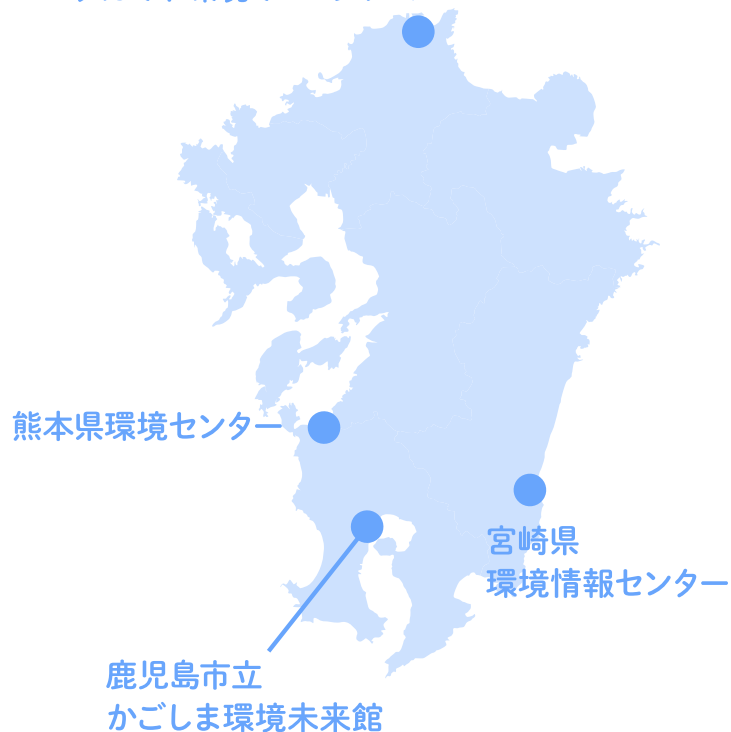 熊本県環境センター
宮崎県
環境情報センター
鹿児島市立
かごしま環境未来館